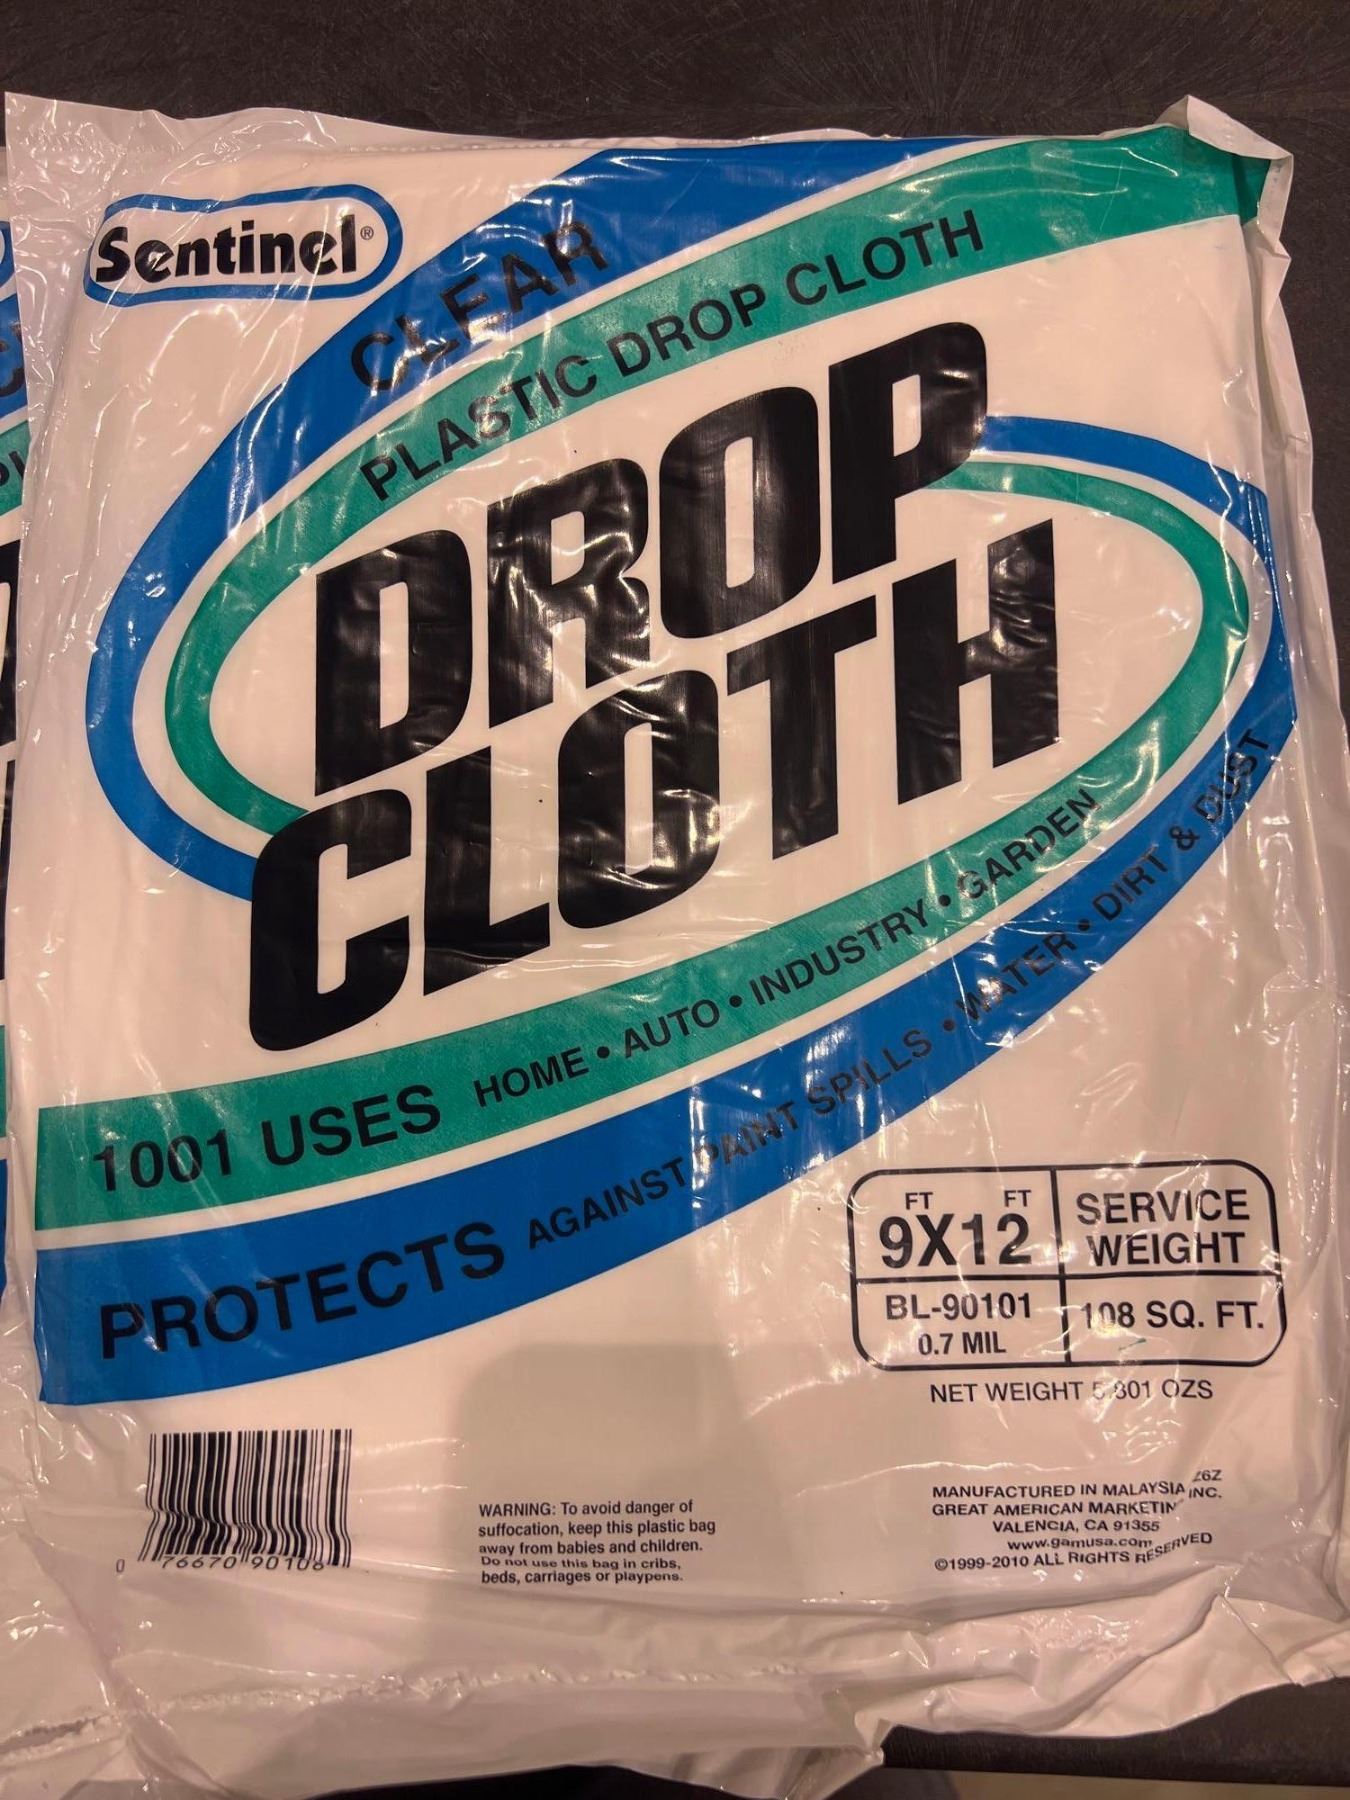 Sentinel®
CLEAR
PLASTIC DROP CLOTH
DROP
CLOTH
1001 USES HOME • AUTO • INDUSTRY • GARDEN
PROTECTS AGAINST PAINT SPILLS • WATER • DIRT & DUST
FT FT
9X12
SERVICE
WEIGHT
BL-90101
0.7 MIL
108 SQ. FT.
NET WEIGHT 5.801 OZS
0 76670 90106
WARNING: To avoid danger of
suffocation, keep this plastic bag
away from babies and children.
Do not use this bag in cribs,
beds, carriages or playpens.
MANUFACTURED IN MALAYSIA
GREAT AMERICAN MARKETIN INC.
VALENCIA, CA 91355
www.gamusa.com
©1999-2010 ALL RIGHTS RESERVED